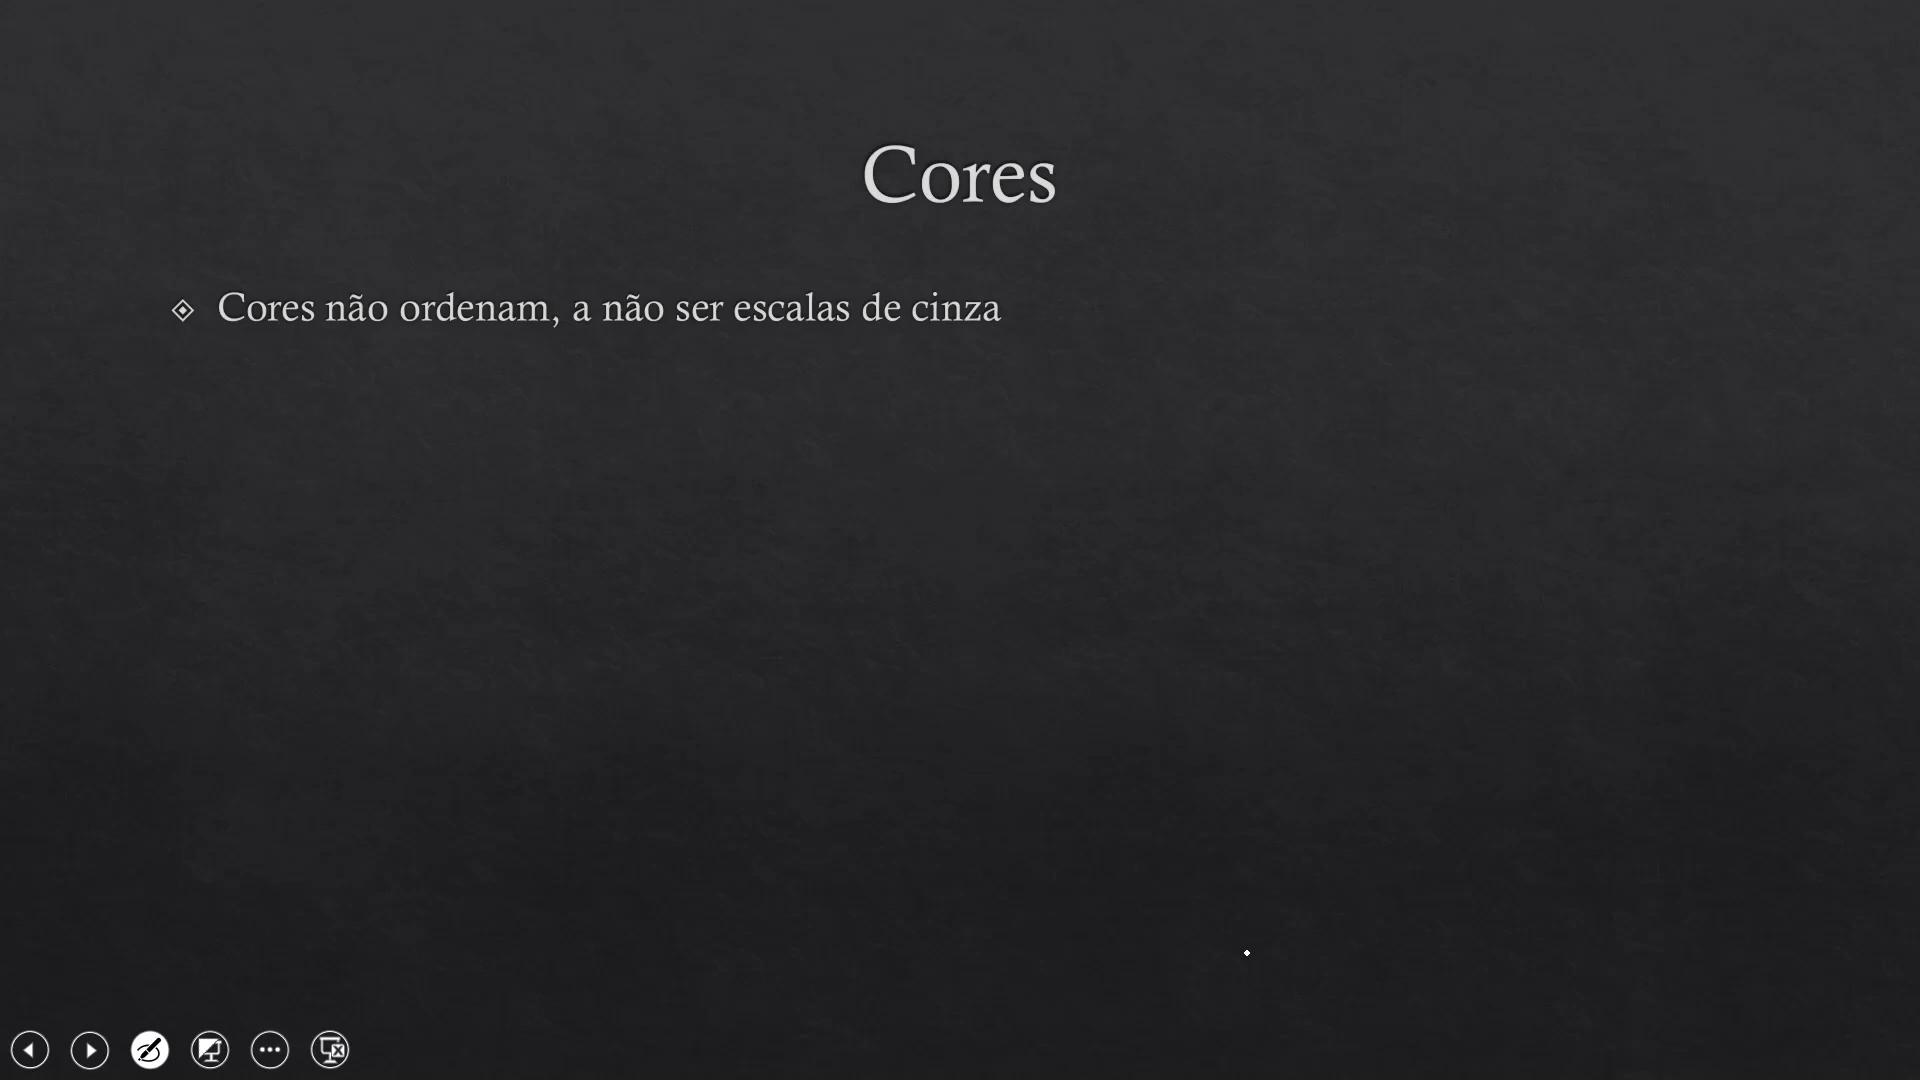 Cores
Cores não ordenam, a não ser escalas de cinza